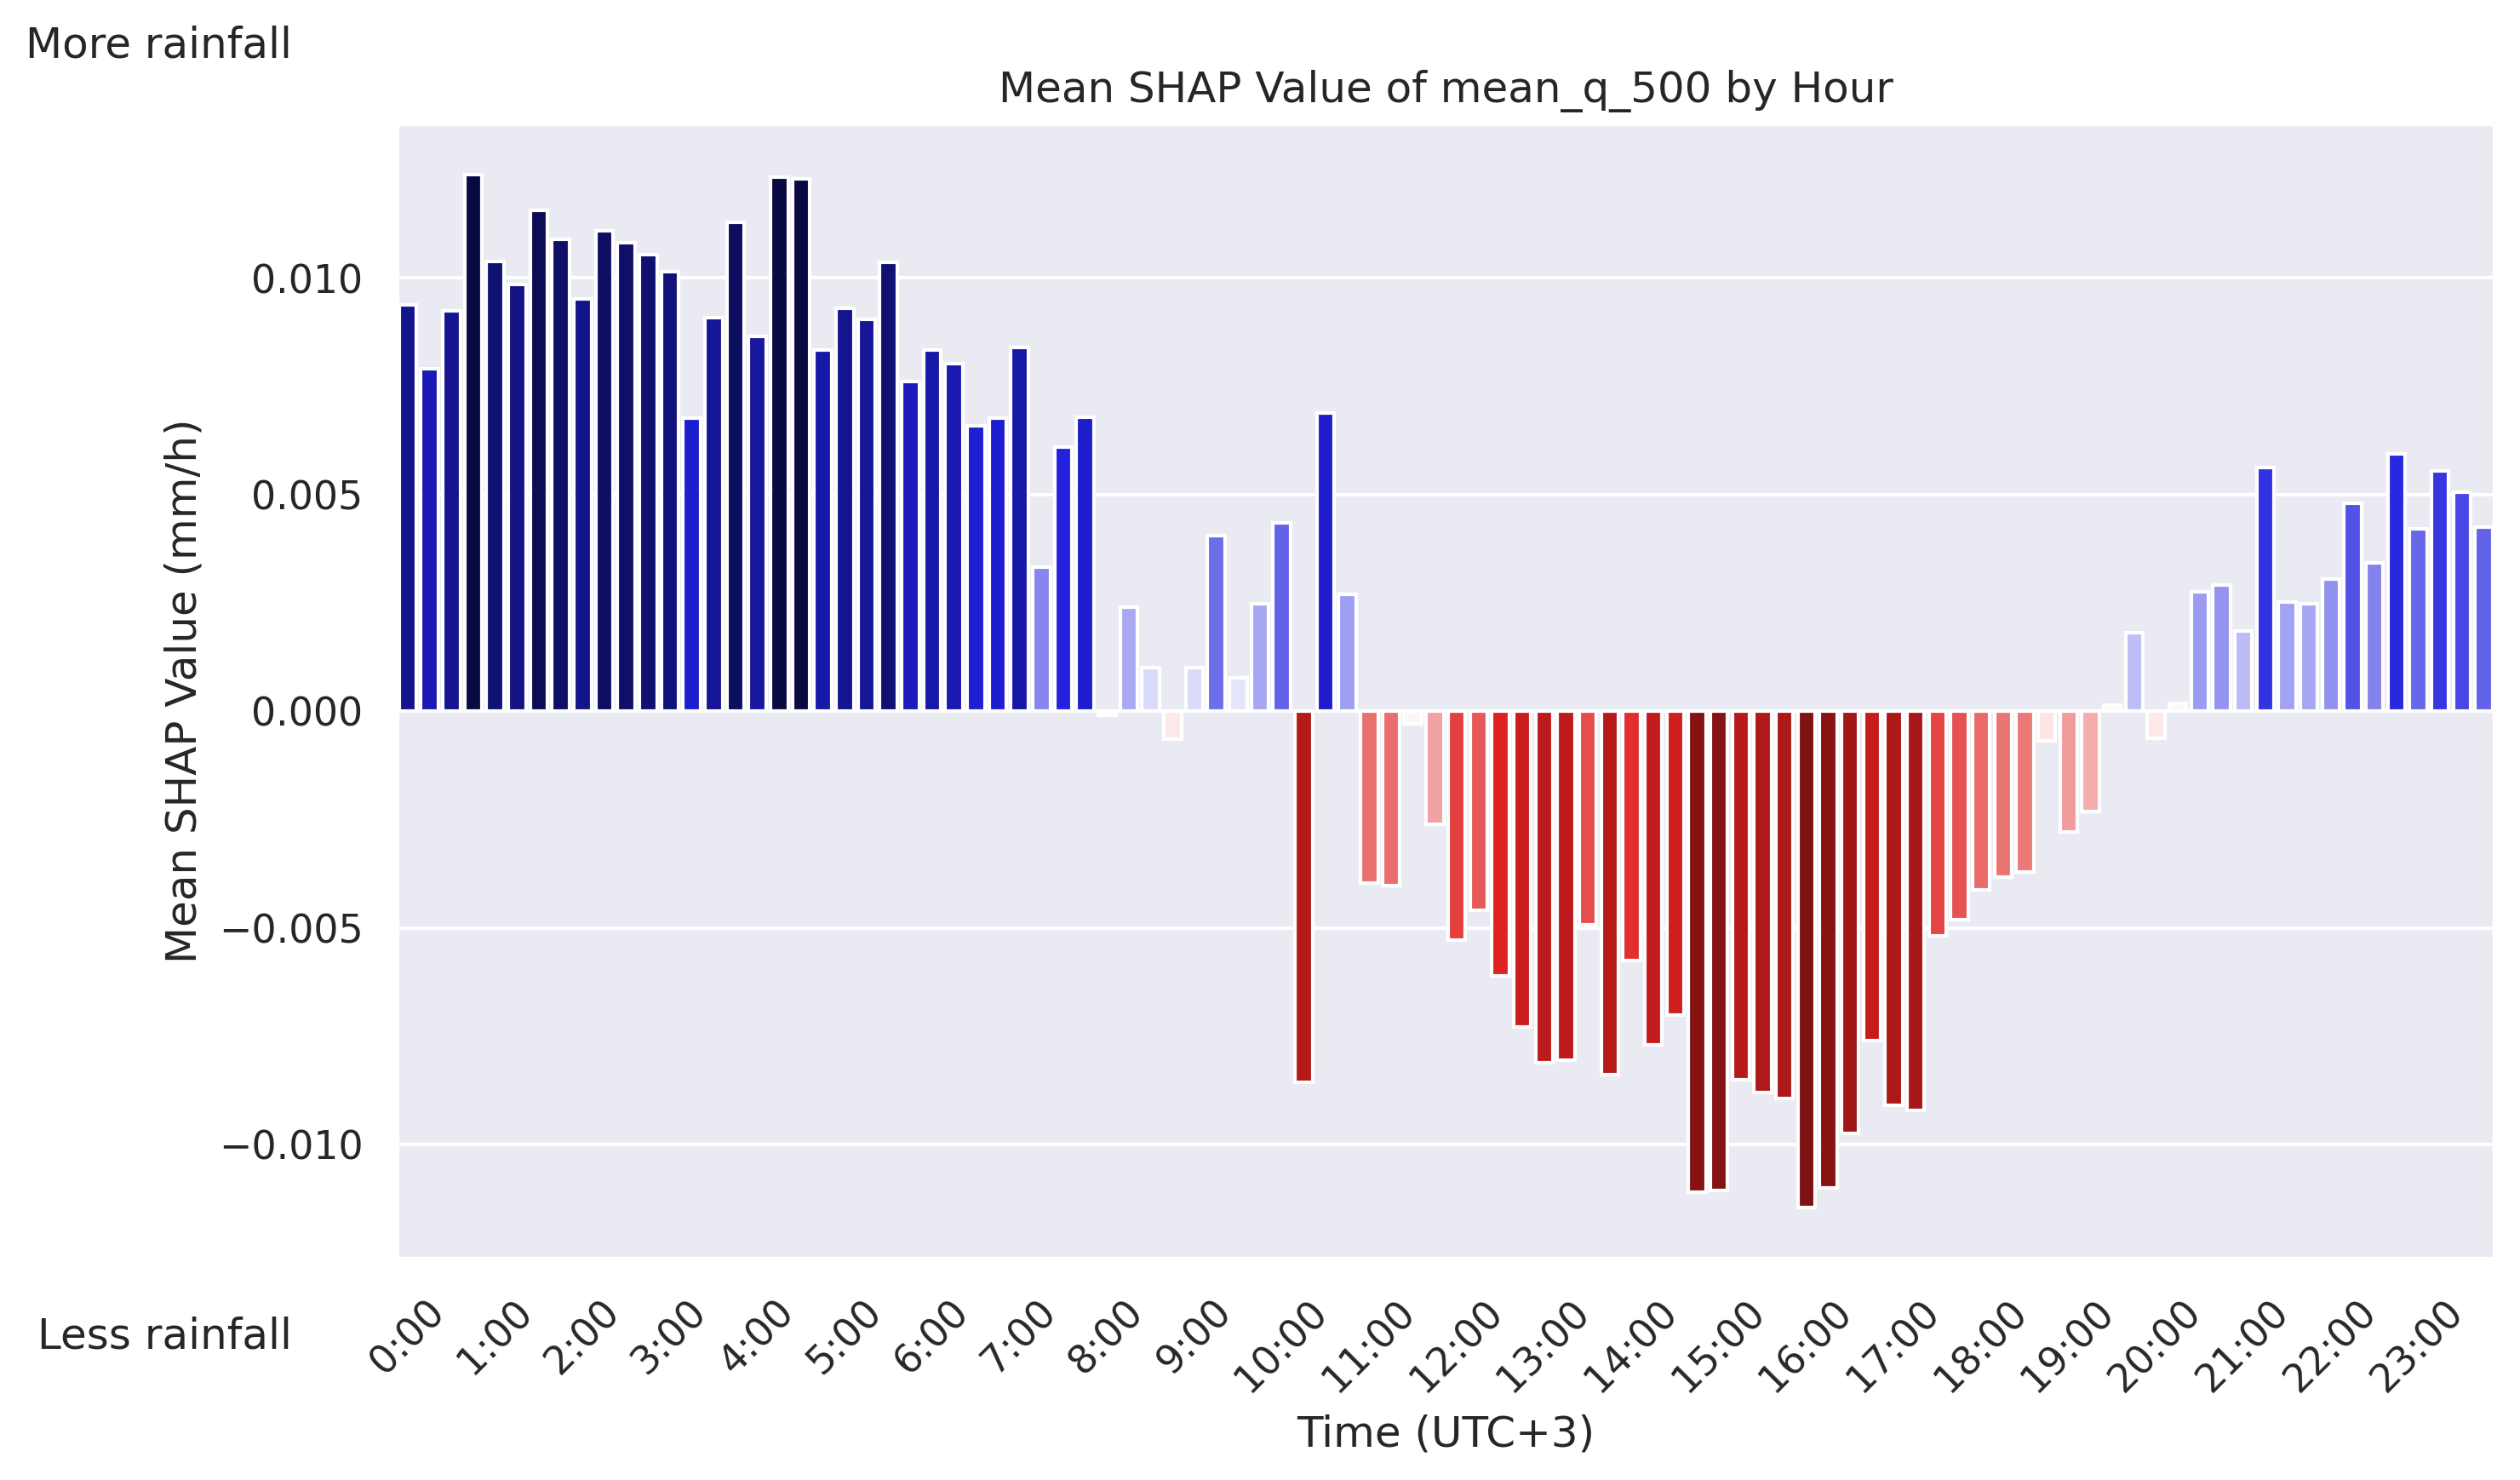 More rainfall
Mean SHAP Value of mean_q_500 by Hour
0.010
0.005
0.000
−0.005
−0.010
Mean SHAP Value (mm/h)
Less rainfall
0:00 1:00 2:00 3:00 4:00 5:00 6:00 7:00 8:00 9:00 10:00 11:00 12:00 13:00 14:00 15:00 16:00 17:00 18:00 19:00 20:00 21:00 22:00 23:00
Time (UTC+3)